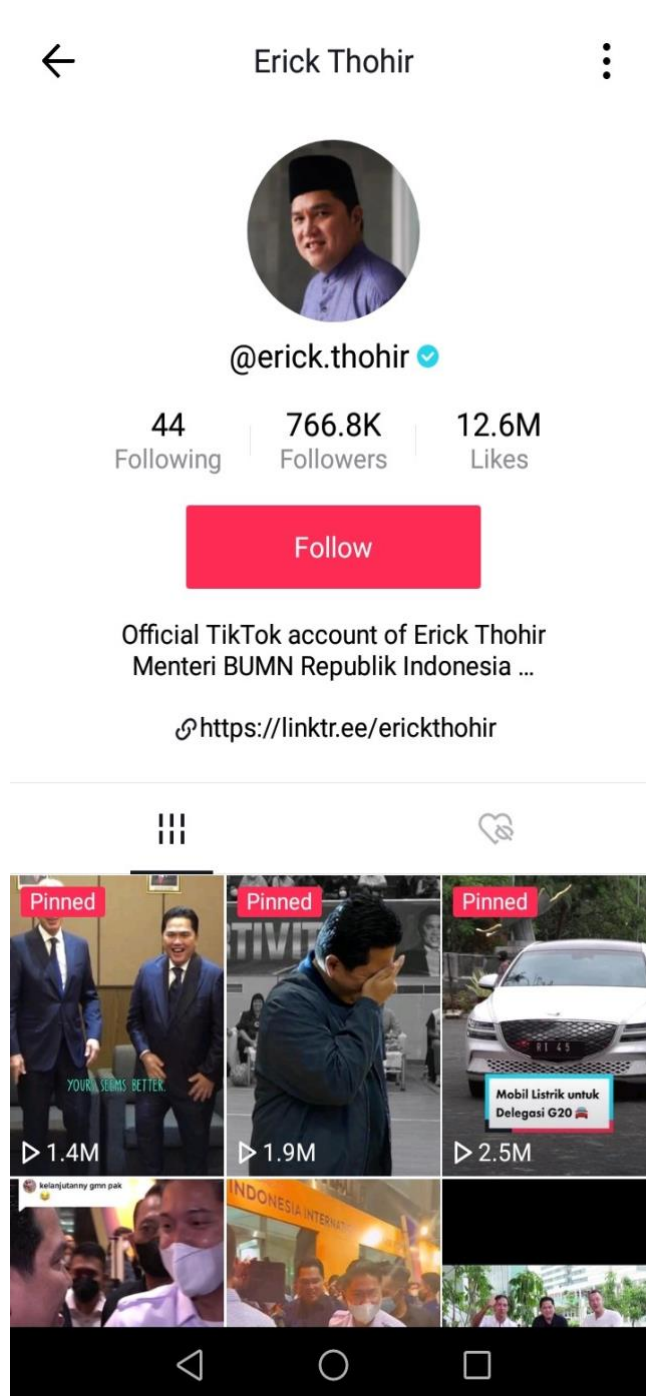 Erick Thohir
@erick.thohir
44
Following
766.8K
Followers
12.6M
Likes
Follow
Official TikTok account of Erick Thohir
Menteri BUMN Republik Indonesia ...
https://linktr.ee/erickthohir
Pinned
YOURS SEEMS BETTER.
1.4M
Pinned
TIVIT
1.9M
Pinned
RI 49
Mobil Listrik untuk
Delegasi G20
2.5M
kelanjutanny gmn pak
INDONESIA INTERNAT